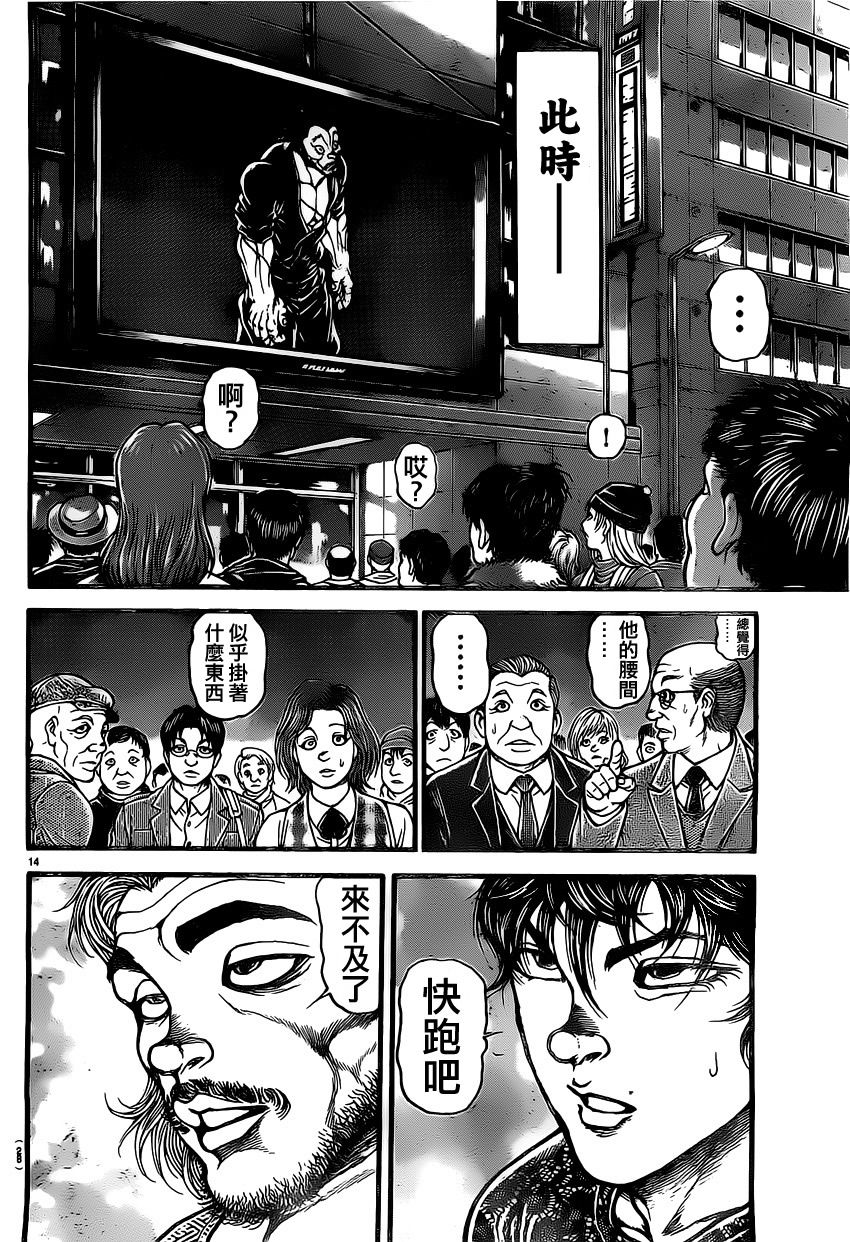 此時——
…
！
哎？
啊？
總覺得
……
他的腰間
……
……
似乎掛著
什麼東西
14
快跑吧
來不及了
(28)